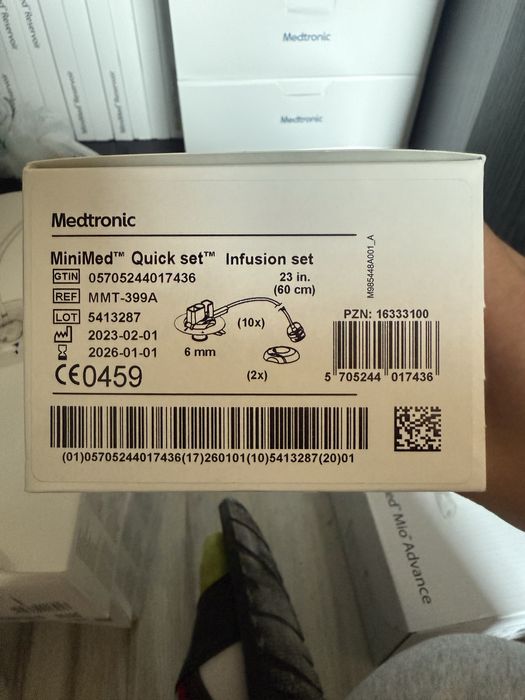 Medtronic
Medtronic
MiniMed™ Quick set™ Infusion set
GTIN 05705244017436
23 in.
(60 cm)
REF MMT-399A
LOT 5413287
(10x)
2023-02-01
2026-01-01
6 mm
(2x)
CE0459
M985448A001_A
PZN: 16333100
5 705244 017436
(01)05705244017436(17)260101(10)5413287(20)01
Medtronic
Mio™ Advance